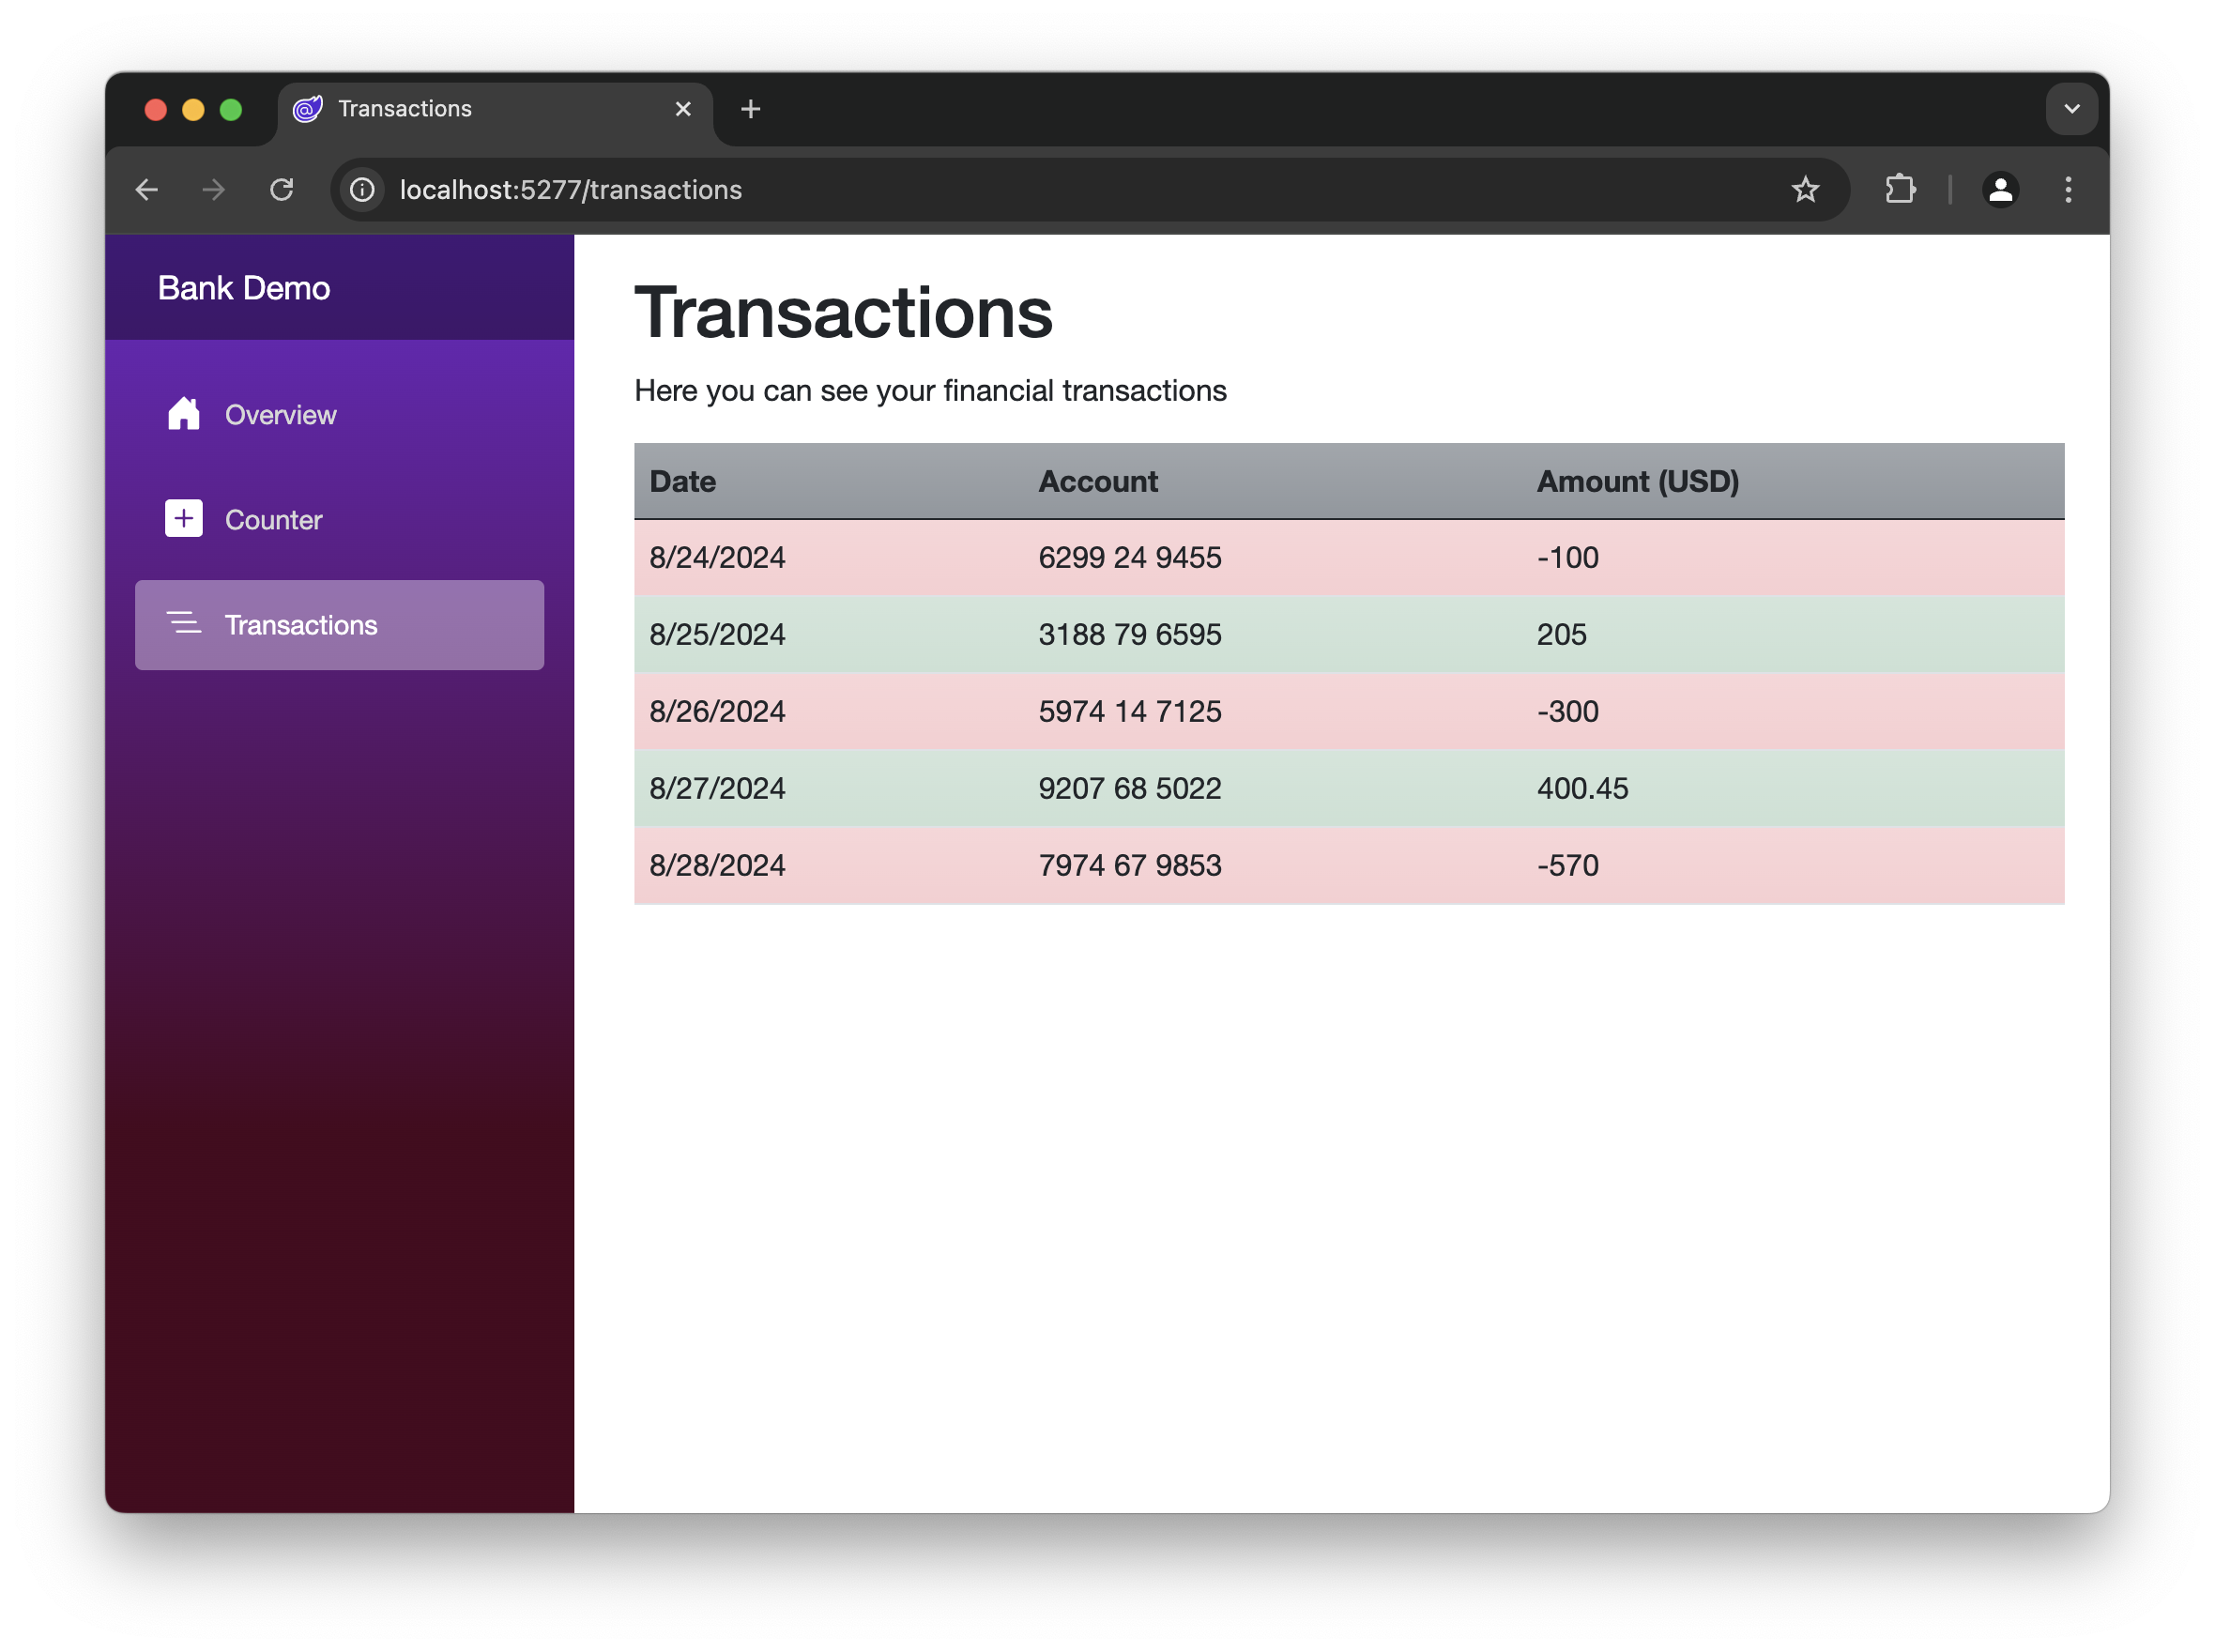 Transactions
localhost:5277/transactions
Bank Demo
Overview
Counter
Transactions
Transactions
Here you can see your financial transactions
Date Account Amount (USD)
8/24/2024 6299 24 9455 -100
8/25/2024 3188 79 6595 205
8/26/2024 5974 14 7125 -300
8/27/2024 9207 68 5022 400.45
8/28/2024 7974 67 9853 -570